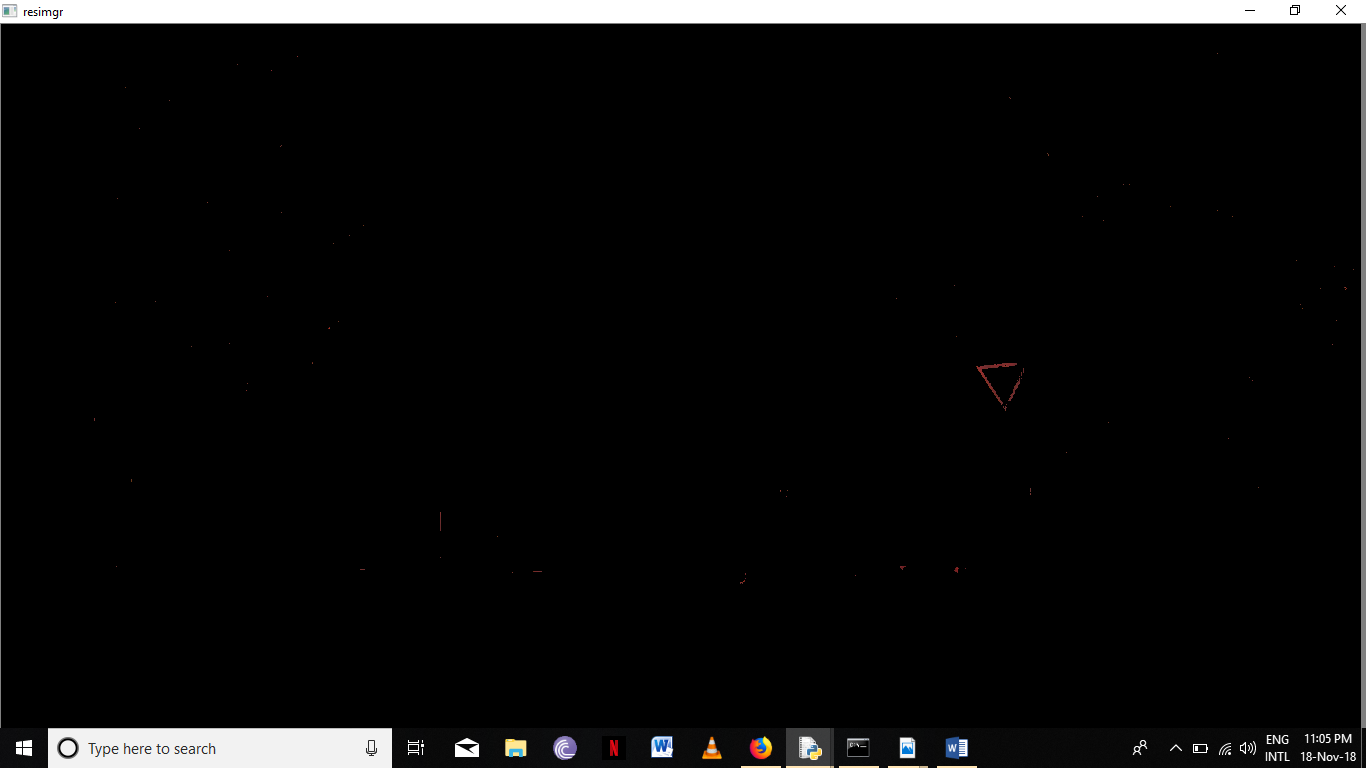 resimgr
Type here to search
ENG
INTL
11:05 PM
18-Nov-18